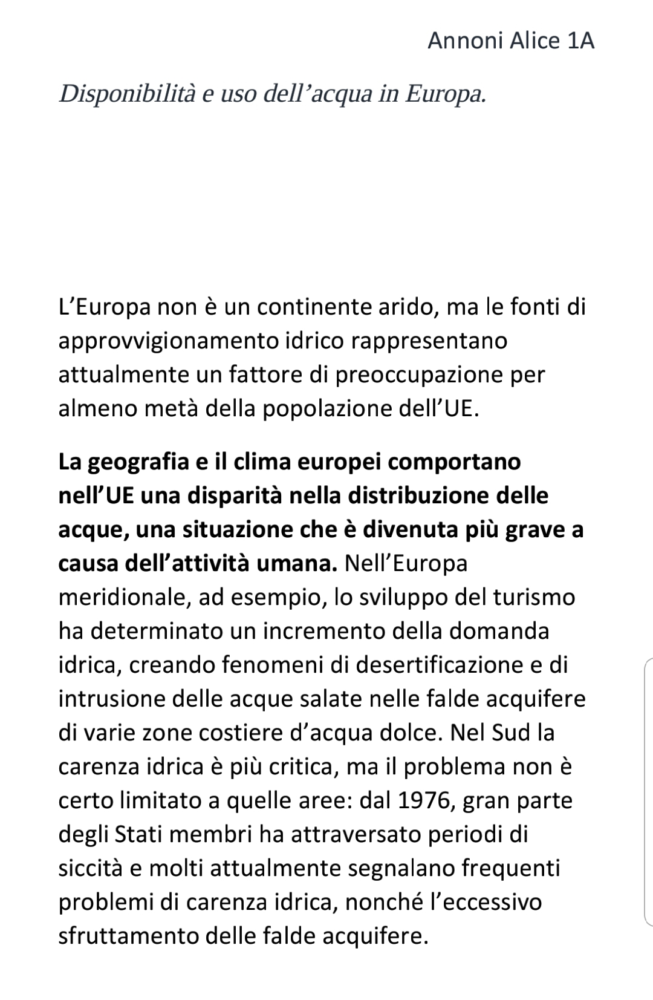 Annoni Alice 1A
Disponibilità e uso dell’acqua in Europa.
L’Europa non è un continente arido, ma le fonti di
approvvigionamento idrico rappresentano
attualmente un fattore di preoccupazione per
almeno metà della popolazione dell’UE.
La geografia e il clima europei comportano
nell’UE una disparità nella distribuzione delle
acque, una situazione che è divenuta più grave a
causa dell’attività umana. Nell’Europa
meridionale, ad esempio, lo sviluppo del turismo
ha determinato un incremento della domanda
idrica, creando fenomeni di desertificazione e di
intrusione delle acque salate nelle falde acquifere
di varie zone costiere d’acqua dolce. Nel Sud la
carenza idrica è più critica, ma il problema non è
certo limitato a quelle aree: dal 1976, gran parte
degli Stati membri ha attraversato periodi di
siccità e molti attualmente segnalano frequenti
problemi di carenza idrica, nonché l’eccessivo
sfruttamento delle falde acquifere.